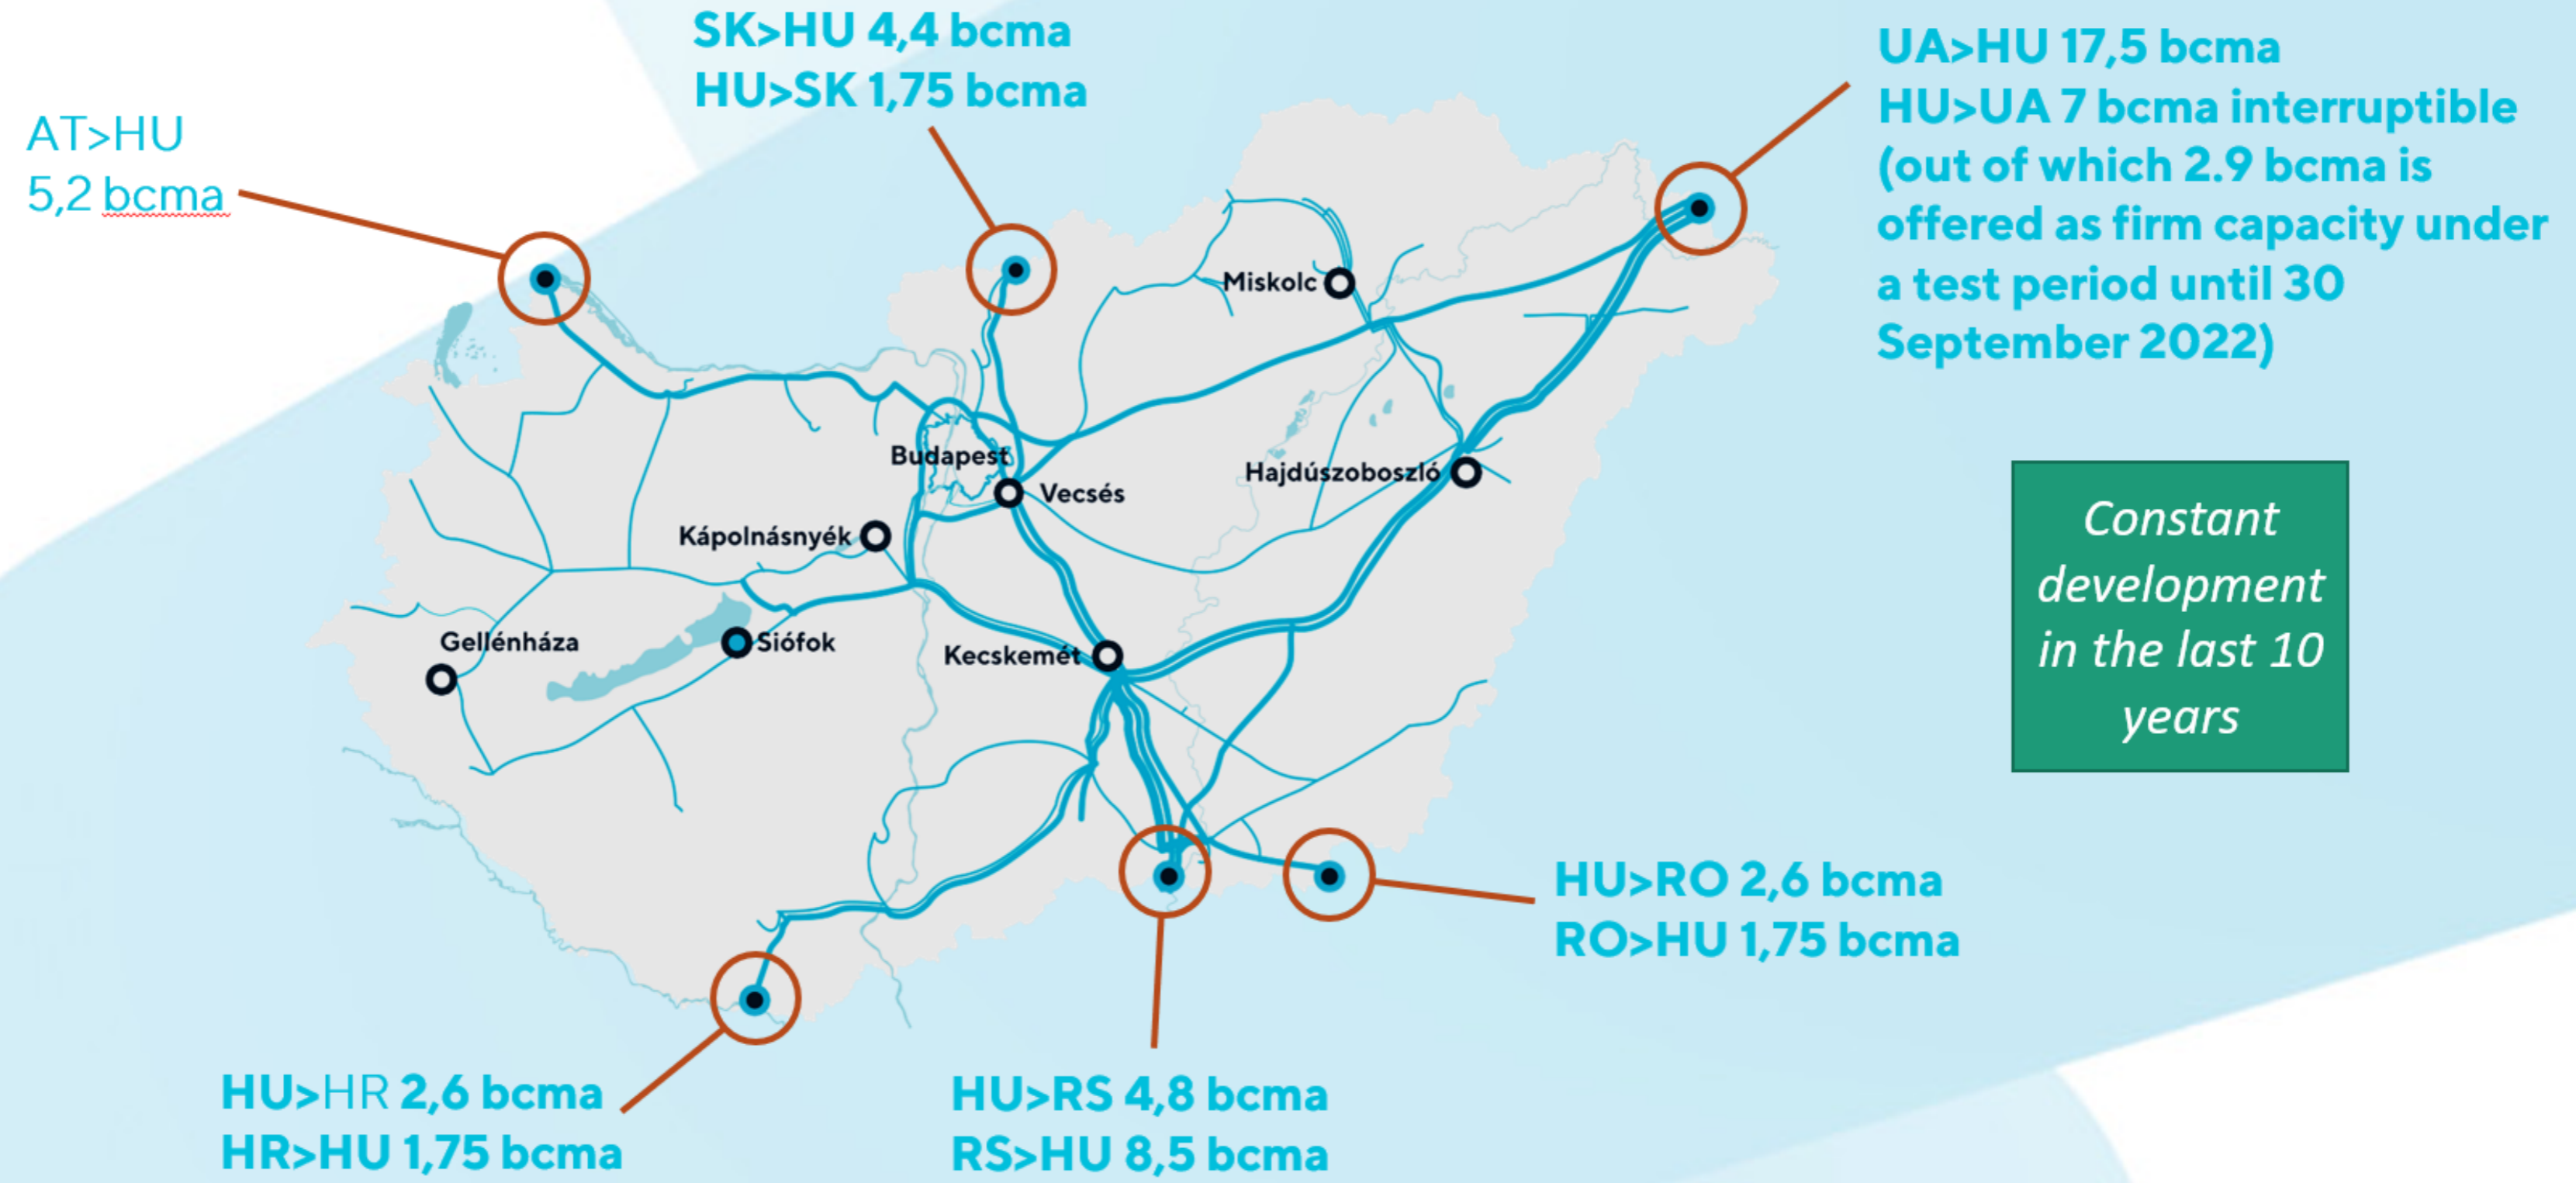 SK>HU 4,4 bcma
HU>SK 1,75 bcma
UA>HU 17,5 bcma
HU>UA 7 bcma interruptible
(out of which 2.9 bcma is
offered as firm capacity under
a test period until 30
September 2022)
AT>HU
5,2 bcma
Miskolc
Budapest
Vecsés
Hajdúszoboszló
Kápolnásnyék
Gellénháza
Siófok
Kecskemét
Constant
development
in the last 10
years
HU>RO 2,6 bcma
RO>HU 1,75 bcma
HU>HR 2,6 bcma
HR>HU 1,75 bcma
HU>RS 4,8 bcma
RS>HU 8,5 bcma